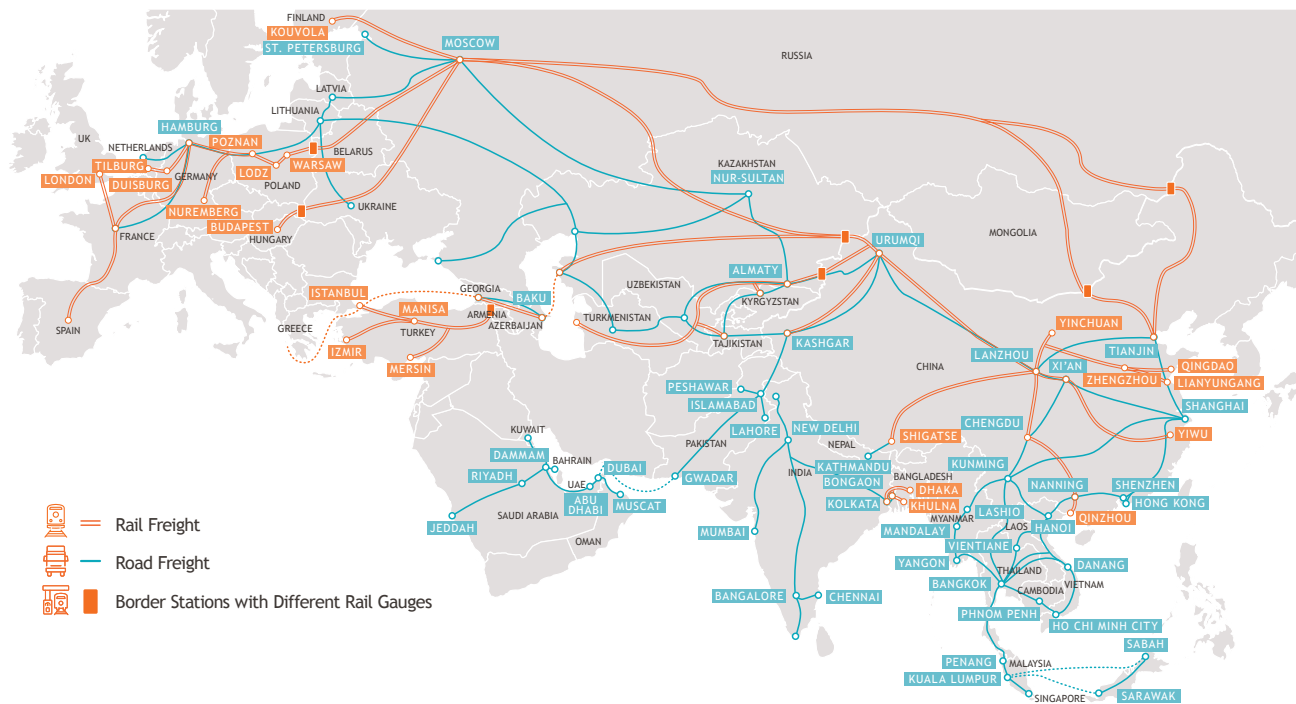 FINLAND
KOUVOLA
ST. PETERSBURG
MOSCOW
RUSSIA
LATVIA
LITHUANIA
HAMBURG
UK
NETHERLANDS
POZNAN
BELARUS
TILBURG
LONDON
DUISBURG
GERMANY
LODZ
WARSAW
POLAND
KAZAKHSTAN
NUR-SULTAN
NUREMBERG
UKRAINE
BUDAPEST
HUNGARY
FRANCE
MONGOLIA
URUMQI
ALMATY
UZBEKISTAN
KYRGYZSTAN
GEORGIA
ISTANBUL
BAKU
MANISA
ARMENIA
AZERBAIJAN
TURKMENISTAN
TURKEY
GREECE
SPAIN
IZMIR
MERSIN
TAJIKISTAN
KASHGAR
YINCHUAN
LANZHOU
TIANJIN
CHINA
XI'AN
QINGDAO
ZHENGZHOU
LIANYUNGANG
PESHAWAR
ISLAMABAD
SHANGHAI
LAHORE
NEW DELHI
CHENGDU
YIWU
KUWAIT
PAKISTAN
NEPAL
SHIGATSE
DAMMAM
BAHRAIN
DUBAI
KATHMANDU
KUNMING
RIYADH
UAE
GWADAR
INDIA
BANGLADESH
BONGAON
NANNING
SHENZHEN
ABU
DHABI
MUSCAT
DHAKA
KOLKATA
KHULNA
LASHIO
HONG KONG
JEDDAH
SAUDI ARABIA
QINZHOU
MYANMAR
MANDALAY
LAOS
HANOI
MUMBAI
OMAN
VIENTIANE
YANGON
THAILAND
DANANG
BANGKOK
CAMBODIA
VIETNAM
BANGALORE
CHENNAI
PHNOM PENH
HO CHI MINH CITY
SABAH
PENANG
MALAYSIA
KUALA LUMPUR
SINGAPORE
SARAWAK
Rail Freight
Road Freight
Border Stations with Different Rail Gauges